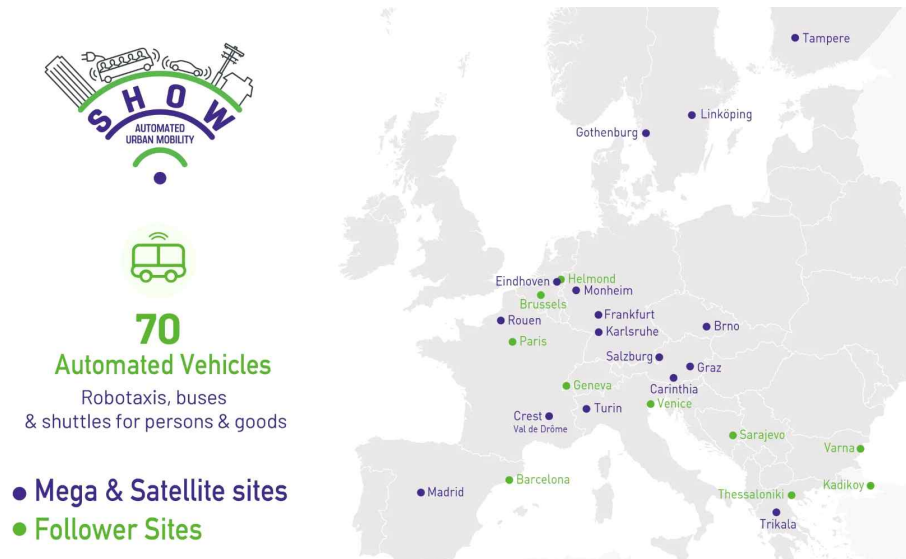 SHOW
AUTOMATED
URBAN MOBILITY
70
Automated Vehicles
Robotaxis, buses
& shuttles for persons & goods
Mega & Satellite sites
Follower Sites
Tampere
Linköping
Gothenburg
Helmond
Eindhoven
Monheim
Brussels
Rouen
Frankfurt
Karlsruhe
Brno
Paris
Salzburg
Graz
Carinthia
Geneva
Venice
Turin
Crest
Val de Drôme
Sarajevo
Varna
Barcelona
Madrid
Kadikoy
Thessaloniki
Trikala